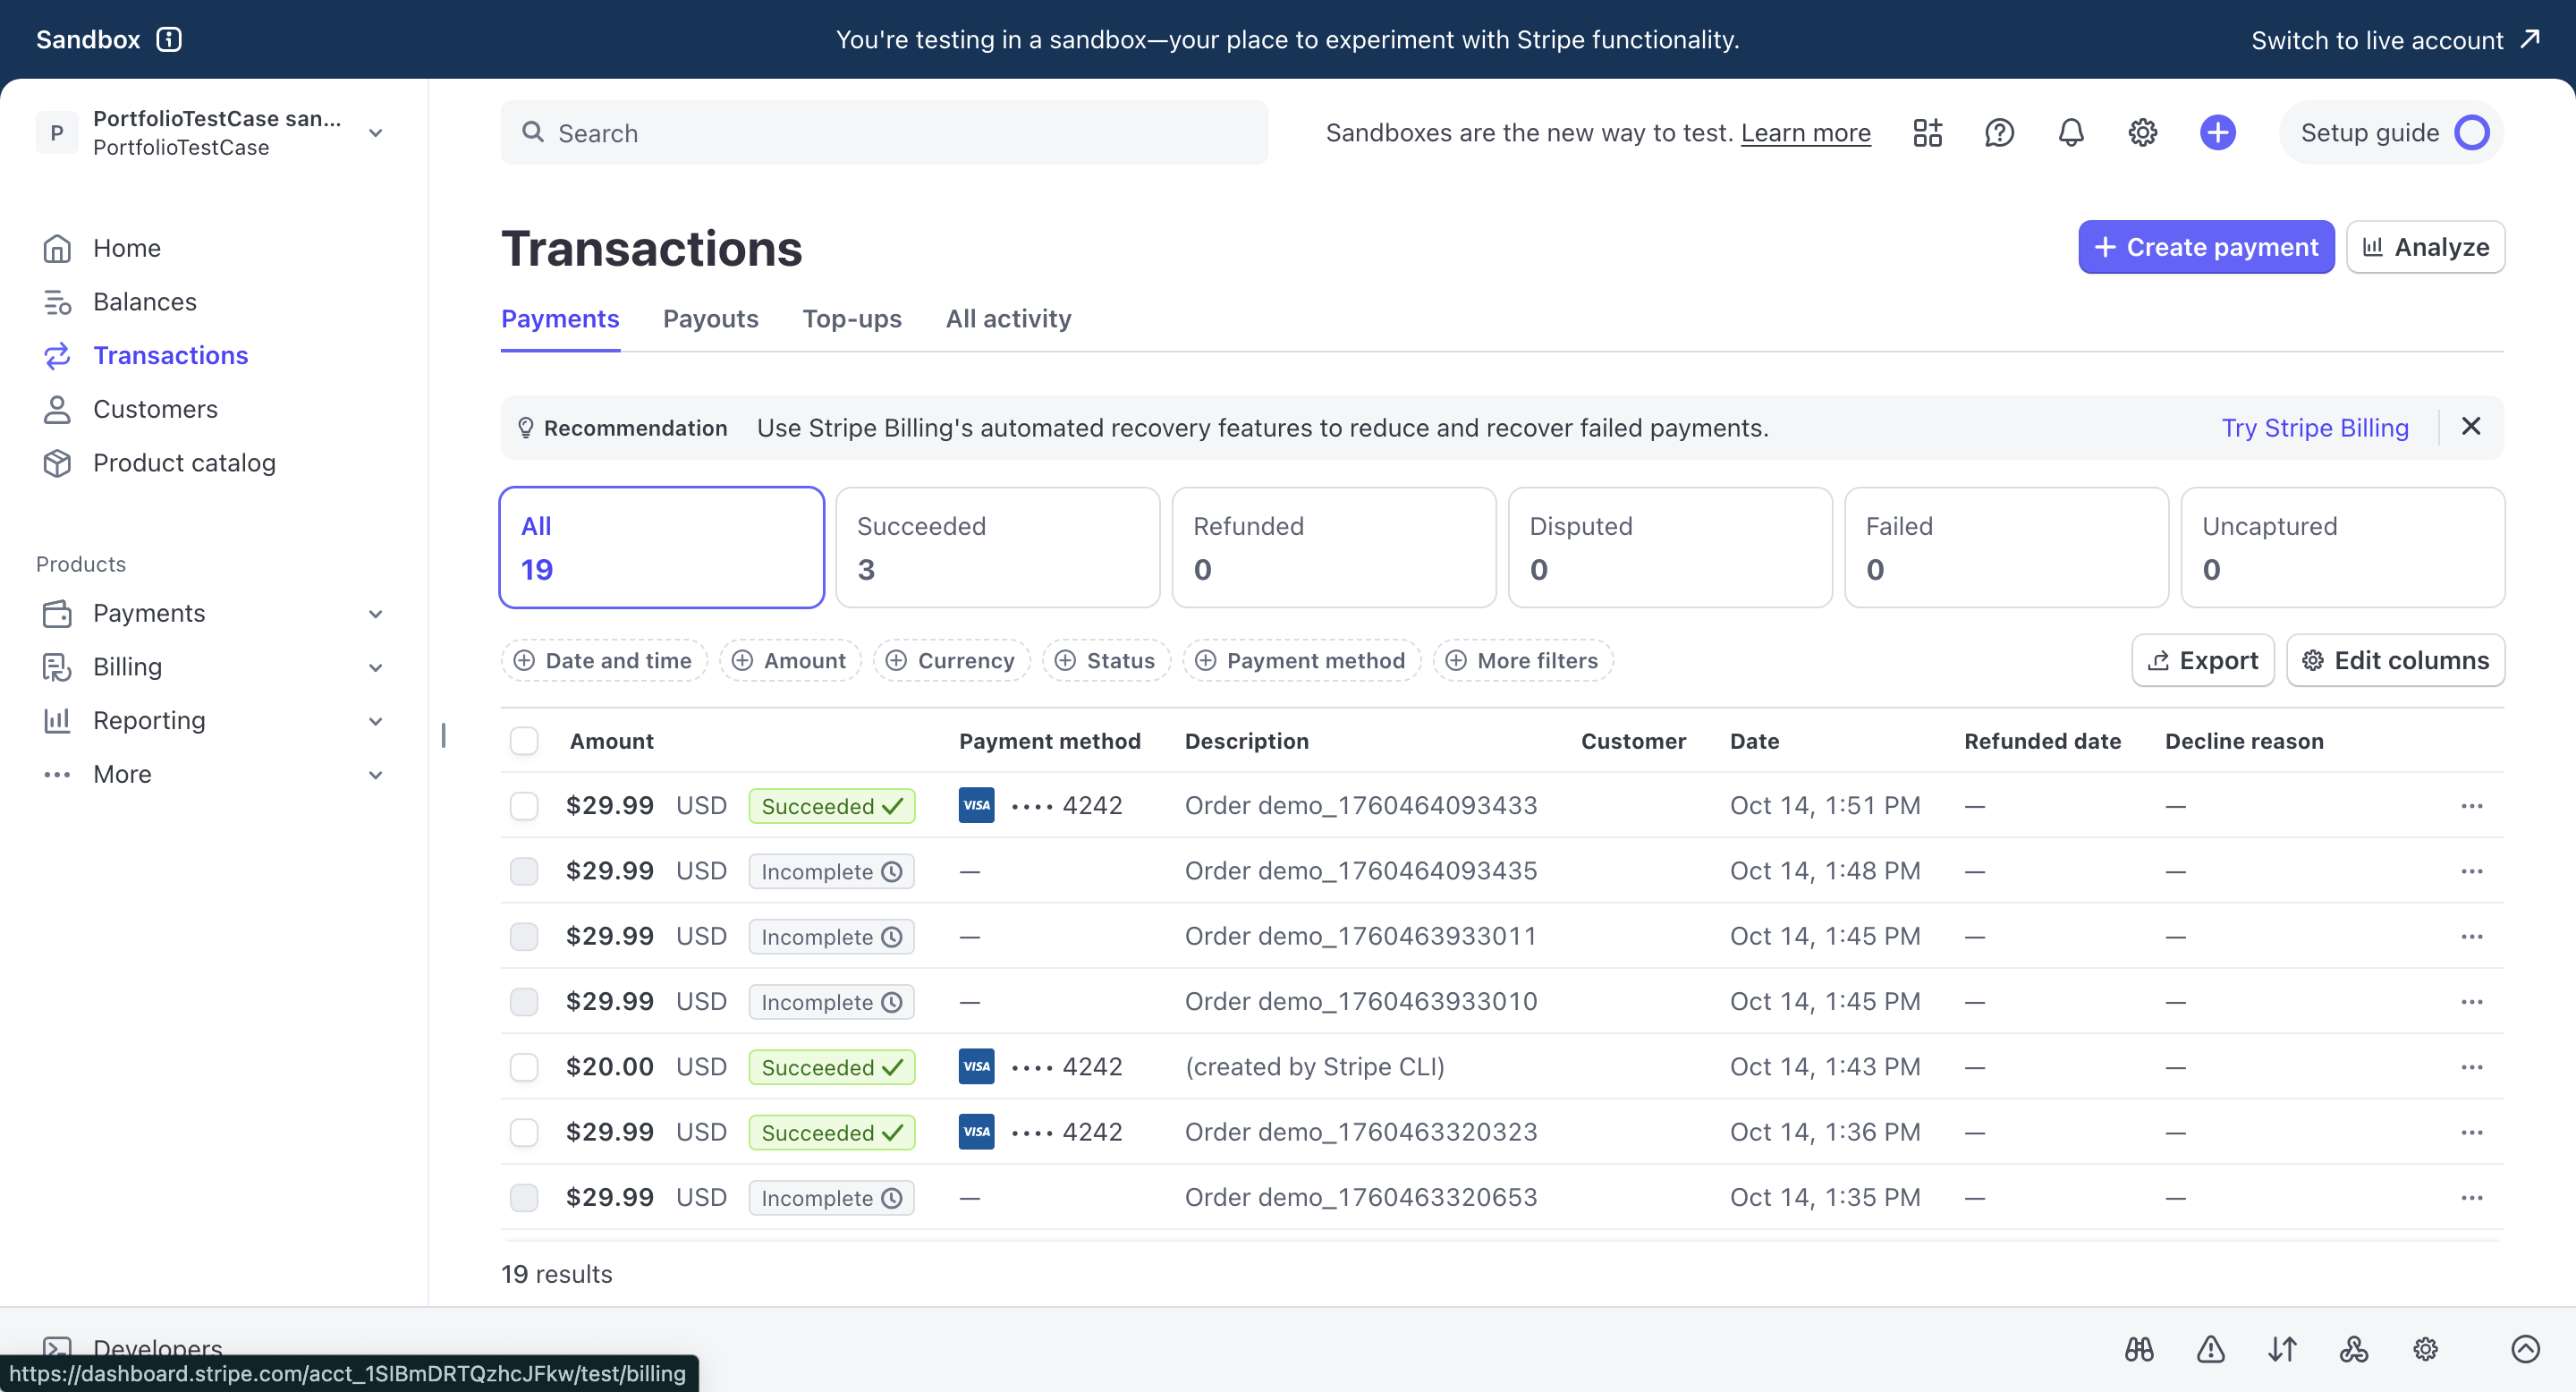 Sandbox
You're testing in a sandbox—your place to experiment with Stripe functionality.
Switch to live account
P
PortfolioTestCase san...
PortfolioTestCase
Search
Sandboxes are the new way to test. Learn more
Setup guide
Home
Balances
Transactions
Customers
Product catalog
Products
Payments
Billing
Reporting
More
Transactions
Create payment
Analyze
Payments Payouts Top-ups All activity
Recommendation Use Stripe Billing's automated recovery features to reduce and recover failed payments. Try Stripe Billing
All Succeeded Refunded Disputed Failed Uncaptured
19 3 0 0 0 0
Date and time Amount Currency Status Payment method More filters Export Edit columns
Amount Payment method Description Customer Date Refunded date Decline reason
$29.99 USD Succeeded VISA •••• 4242 Order demo_1760464093433 Oct 14, 1:51 PM — —
$29.99 USD Incomplete — Order demo_1760464093435 Oct 14, 1:48 PM — —
$29.99 USD Incomplete — Order demo_1760463933011 Oct 14, 1:45 PM — —
$29.99 USD Incomplete — Order demo_1760463933010 Oct 14, 1:45 PM — —
$20.00 USD Succeeded VISA •••• 4242 (created by Stripe CLI) Oct 14, 1:43 PM — —
$29.99 USD Succeeded VISA •••• 4242 Order demo_1760463320323 Oct 14, 1:36 PM — —
$29.99 USD Incomplete — Order demo_1760463320653 Oct 14, 1:35 PM — —
19 results
Developers
https://dashboard.stripe.com/acct_1SIBmDRTQzhcJFkw/test/billing